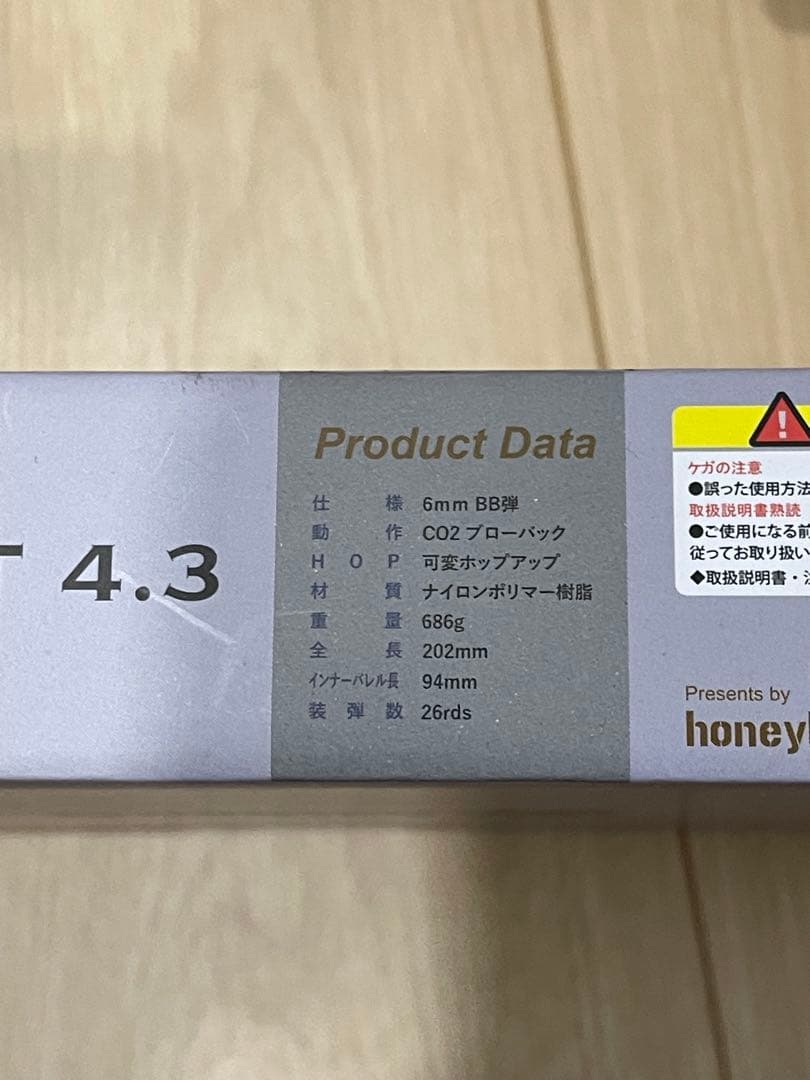 4.3
Product Data
仕様 6mm BB弾
動作 CO2 ブローバック
HOP 可変ホップアップ
材質 ナイロンポリマー樹脂
重量 686g
全長 202mm
インナーバレル長 94mm
装弾数 26rds
ケガの注意
●誤った使用方法
取扱説明書熟読
●ご使用になる前
従ってお取り扱い
◆取扱説明書・注
Presents by
honey